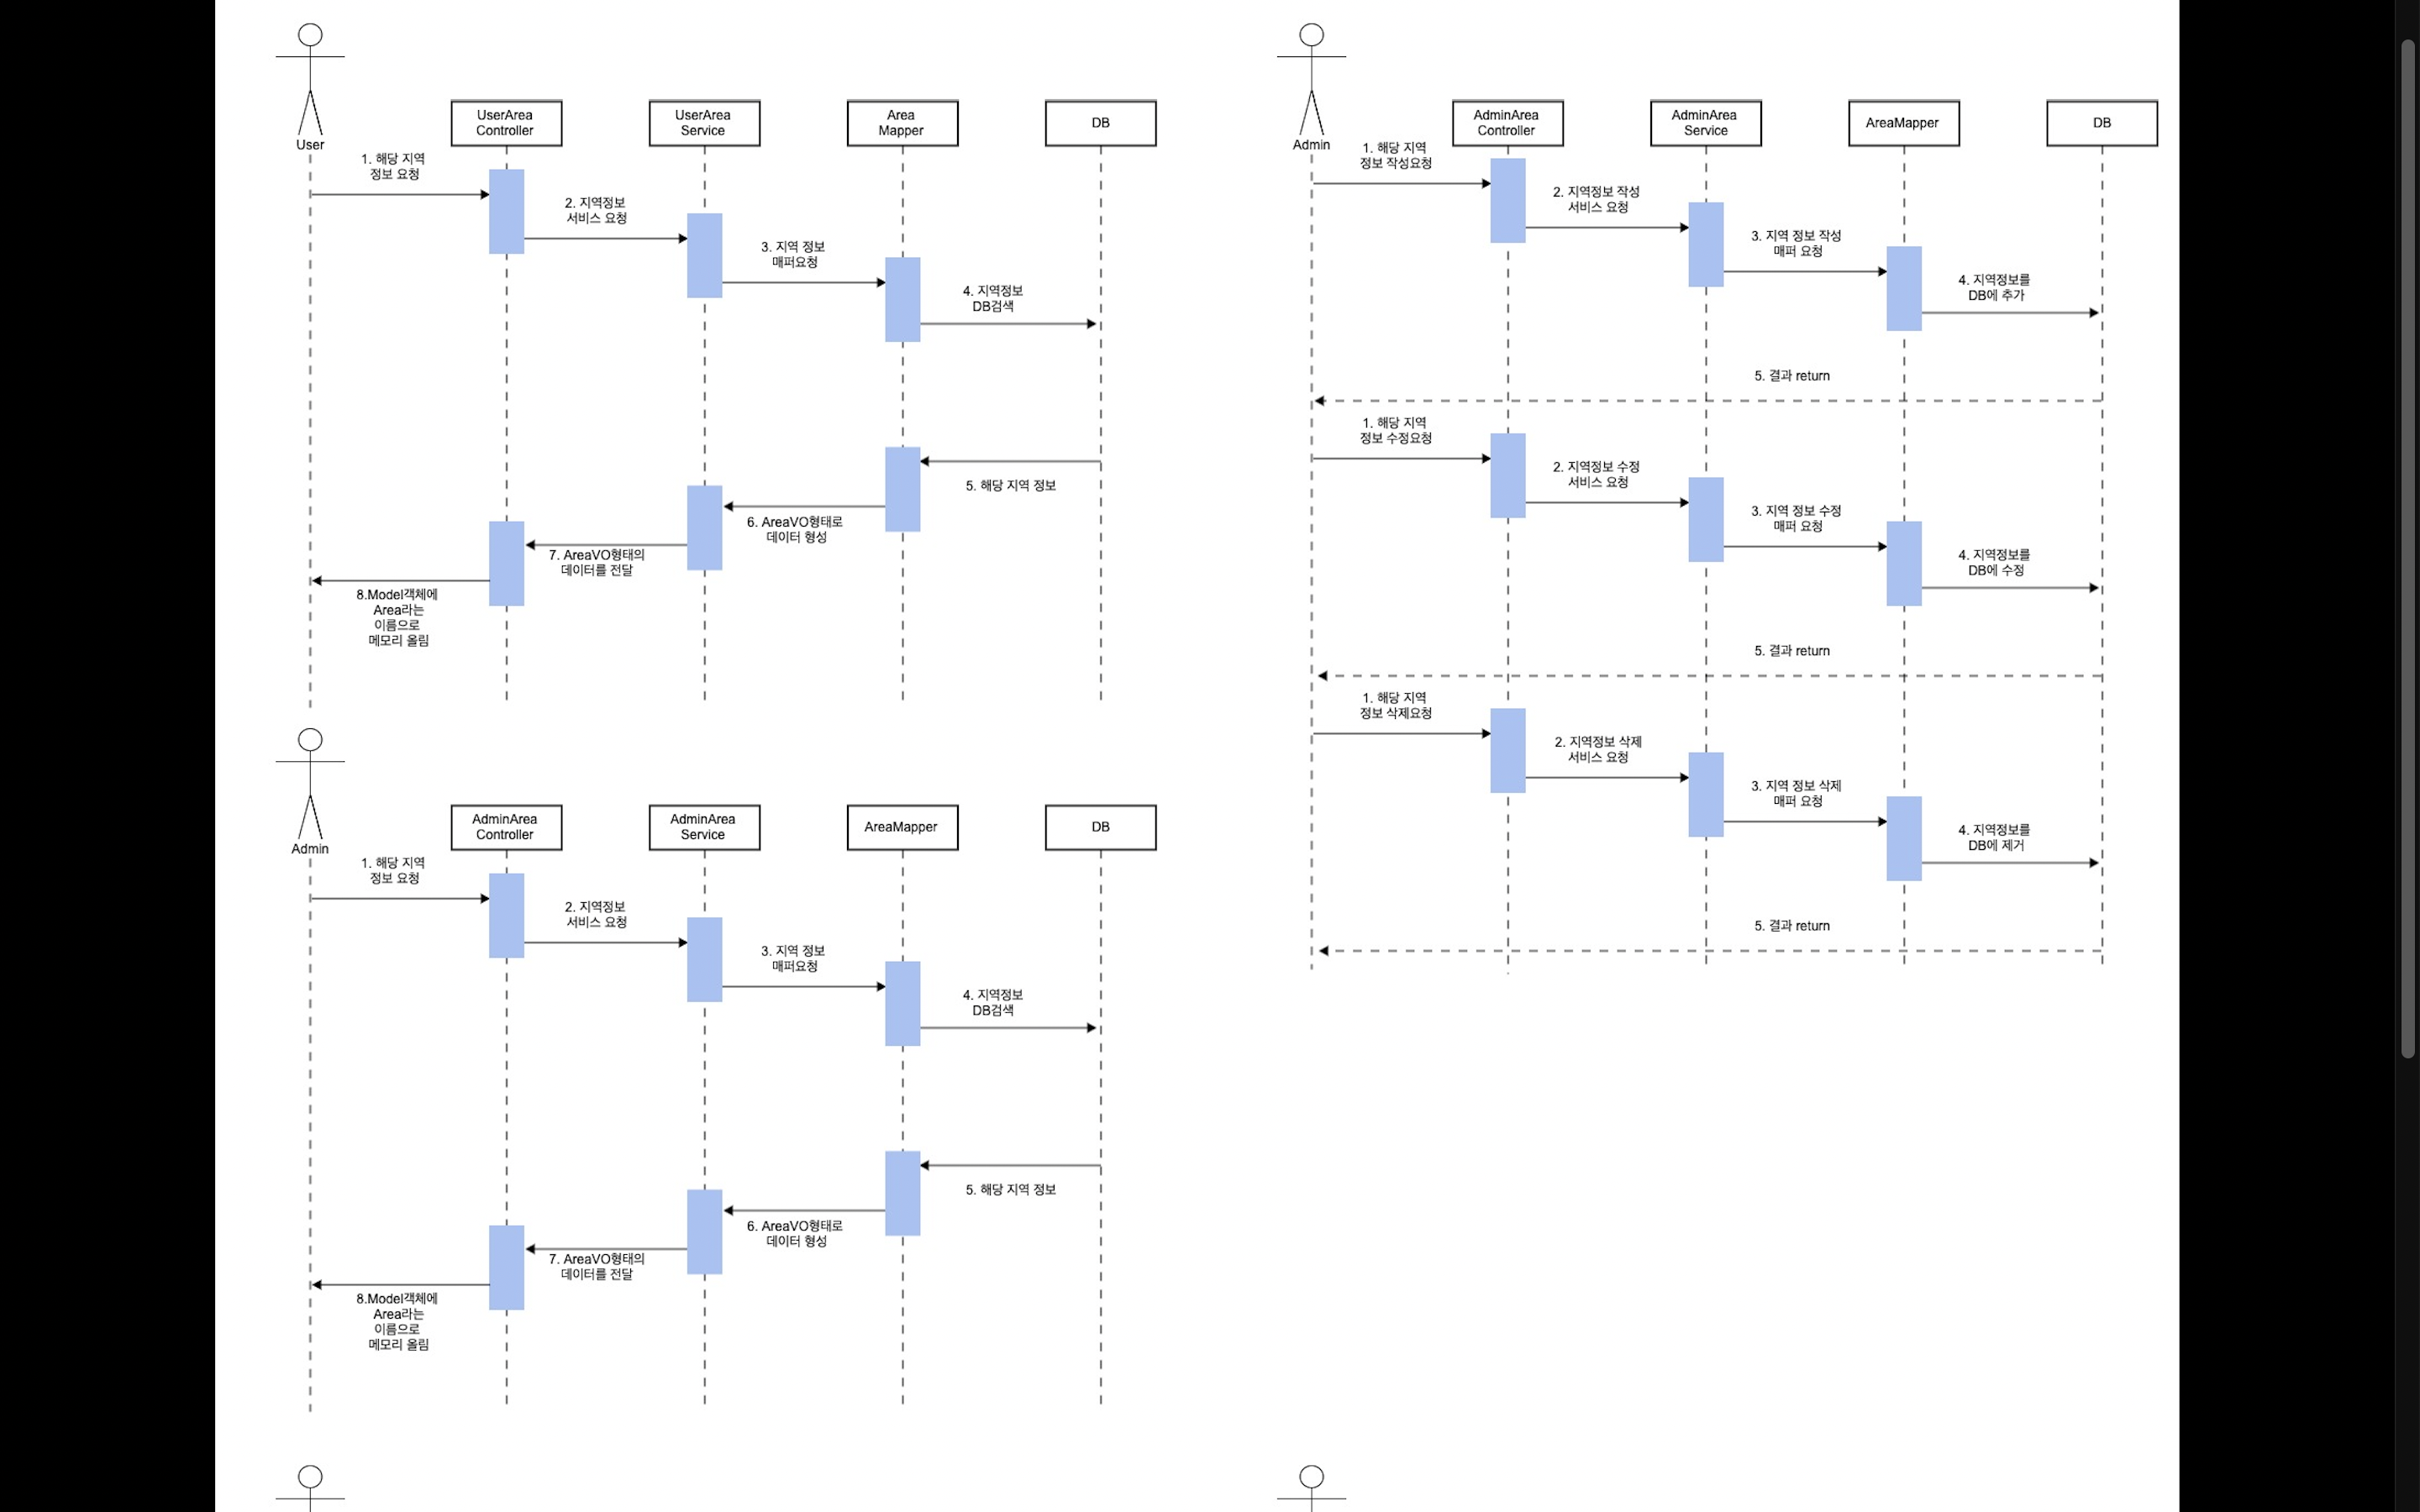 User
UserArea
Controller
UserArea
Service
Area
Mapper
DB
1. 해당 지역
정보 요청
2. 지역정보
서비스 요청
3. 지역 정보
매퍼요청
4. 지역정보
DB검색
5. 해당 지역 정보
6. AreaVO형태로
데이터 형성
7. AreaVO형태의
데이터를 전달
8.Model객체에
Area라는
이름으로
메모리 올림
Admin
AdminArea
Controller
AdminArea
Service
AreaMapper
DB
1. 해당 지역
정보 요청
2. 지역정보
서비스 요청
3. 지역 정보
매퍼요청
4. 지역정보
DB검색
5. 해당 지역 정보
6. AreaVO형태로
데이터 형성
7. AreaVO형태의
데이터를 전달
8.Model객체에
Area라는
이름으로
메모리 올림
Admin
AdminArea
Controller
AdminArea
Service
AreaMapper
DB
1. 해당 지역
정보 작성요청
2. 지역정보 작성
서비스 요청
3. 지역 정보 작성
매퍼 요청
4. 지역정보를
DB에 추가
5. 결과 return
1. 해당 지역
정보 수정요청
2. 지역정보 수정
서비스 요청
3. 지역 정보 수정
매퍼 요청
4. 지역정보를
DB에 수정
5. 결과 return
1. 해당 지역
정보 삭제요청
2. 지역정보 삭제
서비스 요청
3. 지역 정보 삭제
매퍼 요청
4. 지역정보를
DB에 제거
5. 결과 return